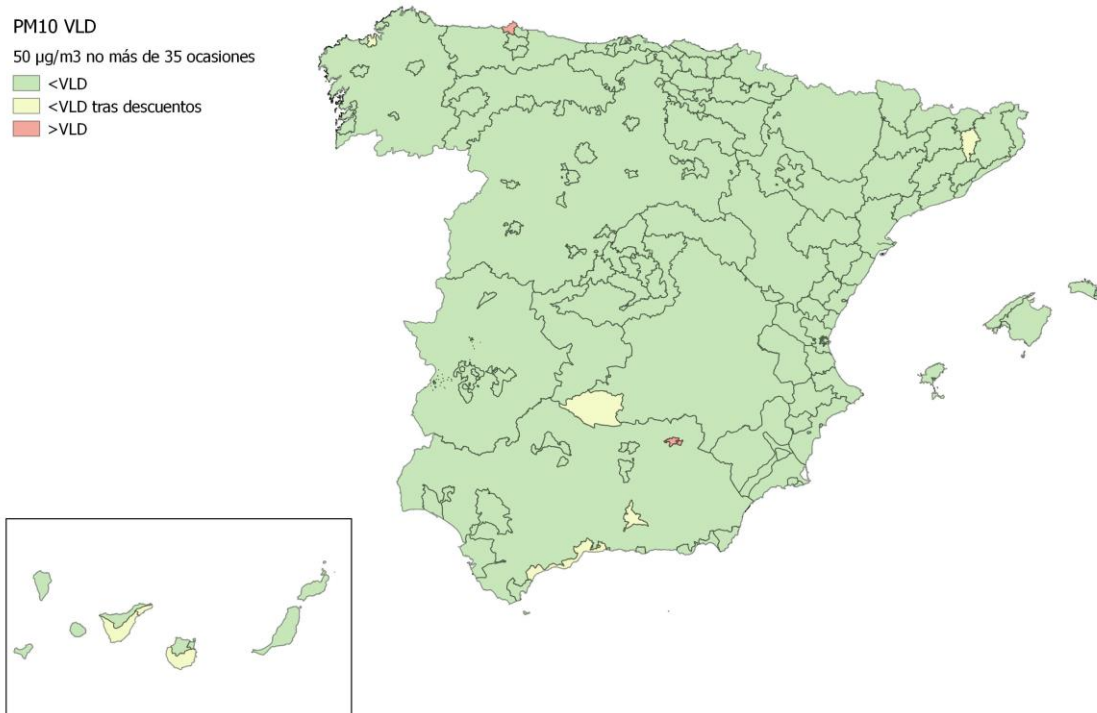 PM10 VLD
50 µg/m3 no más de 35 ocasiones
<VLD
<VLD tras descuentos
>VLD